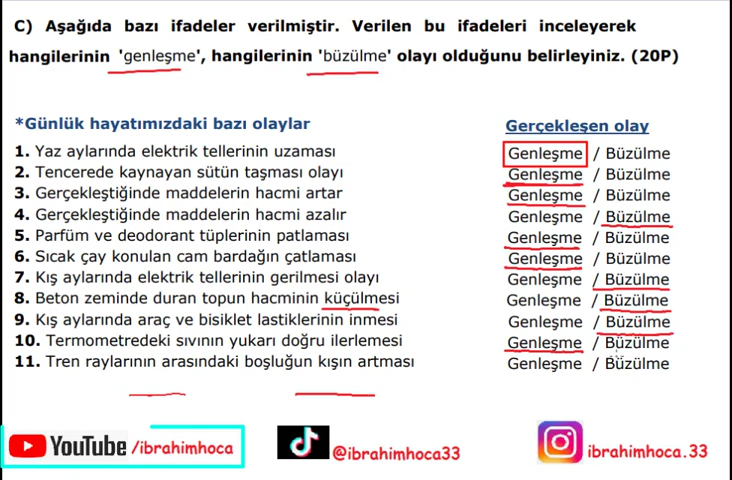 C) Aşağıda bazı ifadeler verilmiştir. Verilen bu ifadeleri inceleyerek
hangilerinin 'genleşme', hangilerinin 'büzülme' olayı olduğunu belirleyiniz. (20P)
*Günlük hayatımızdaki bazı olaylar Gerçekleşen olay
1. Yaz aylarında elektrik tellerinin uzaması Genleşme / Büzülme
2. Tencerede kaynayan sütün taşması olayı Genleşme / Büzülme
3. Gerçekleştiğinde maddelerin hacmi artar Genleşme / Büzülme
4. Gerçekleştiğinde maddelerin hacmi azalır Genleşme / Büzülme
5. Parfüm ve deodorant tüplerinin patlaması Genleşme / Büzülme
6. Sıcak çay konulan cam bardağın çatlaması Genleşme / Büzülme
7. Kış aylarında elektrik tellerinin gerilmesi olayı Genleşme / Büzülme
8. Beton zeminde duran topun hacminin küçülmesi Genleşme / Büzülme
9. Kış aylarında araç ve bisiklet lastiklerinin inmesi Genleşme / Büzülme
10. Termometredeki sıvının yukarı doğru ilerlemesi Genleşme / Büzülme
11. Tren raylarının arasındaki boşluğun kışın artması Genleşme / Büzülme
YouTube /ibrahimhoca @ibrahimhoca33 ibrahimhoca.33